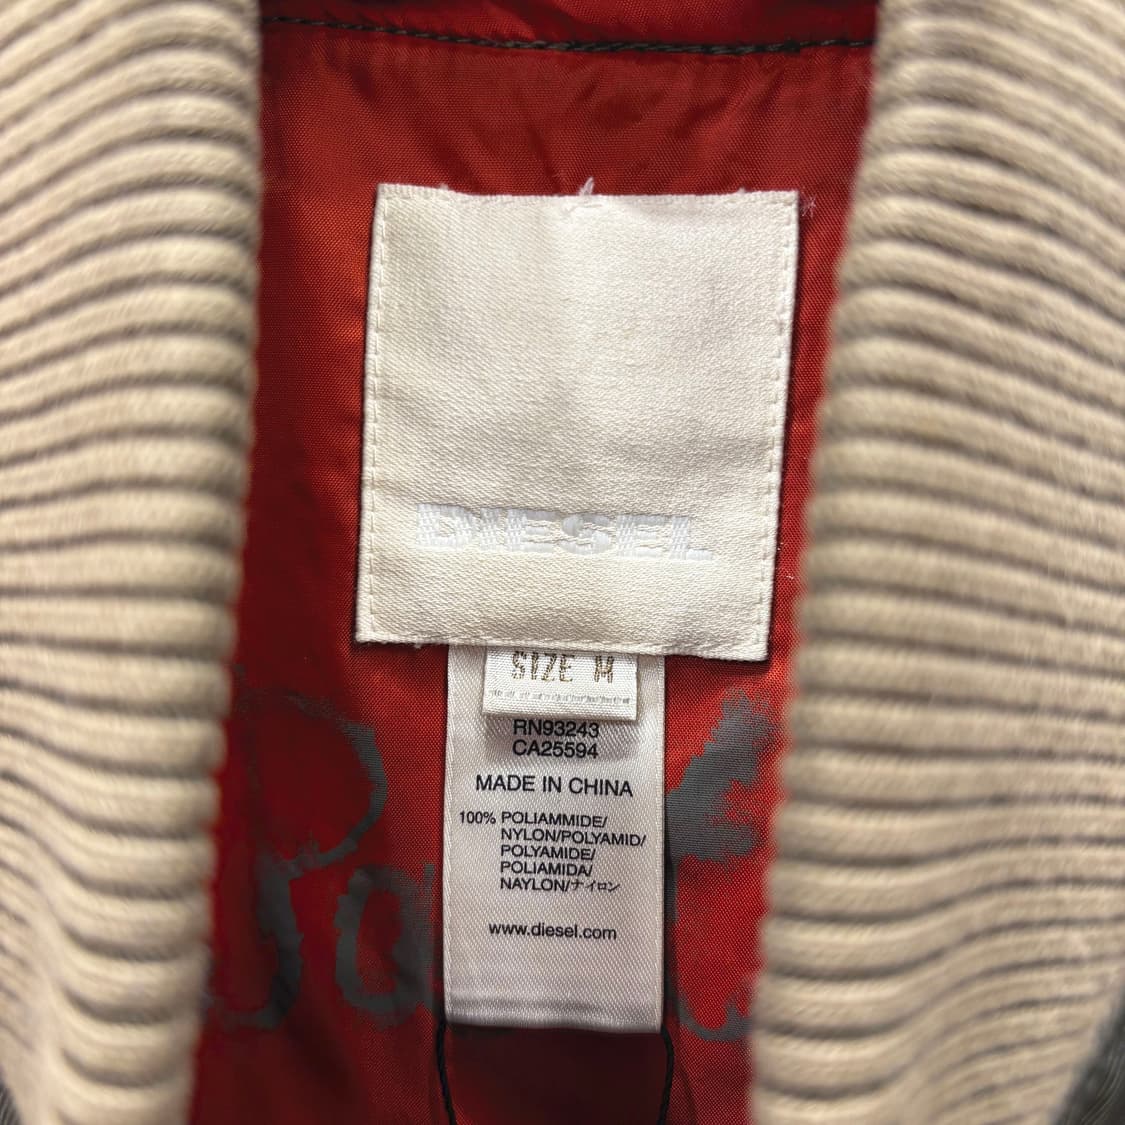 DIESEL
SIZE M
RN93243
CA25594
MADE IN CHINA
100% POLIAMMIDE/
NYLON/POLYAMID/
POLYAMIDE/
POLIAMIDA/
NAYLON/ナイロン
www.diesel.com